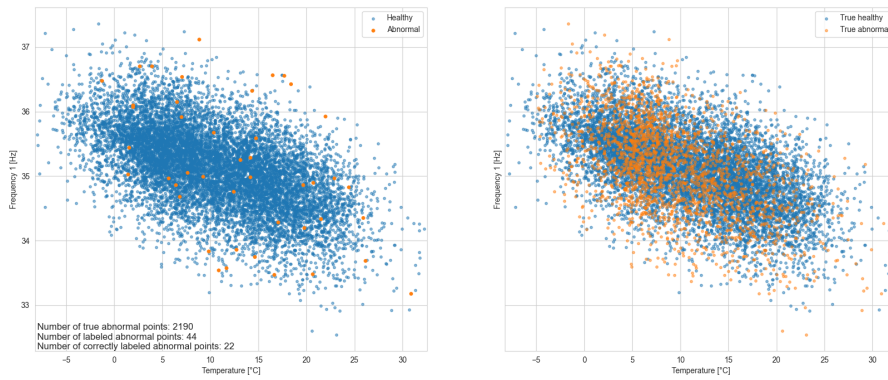 Healthy
Abnormal
37
36
35
34
33
Frequency 1 [Hz]
Number of true abnormal points: 2190
Number of labeled abnormal points: 44
Number of correctly labeled abnormal points: 22
−5 0 5 10 15 20 25 30
Temperature [°C]
True healthy
True abnormal
Frequency 1 [Hz]
−5 0 5 10 15 20 25 30
Temperature [°C]